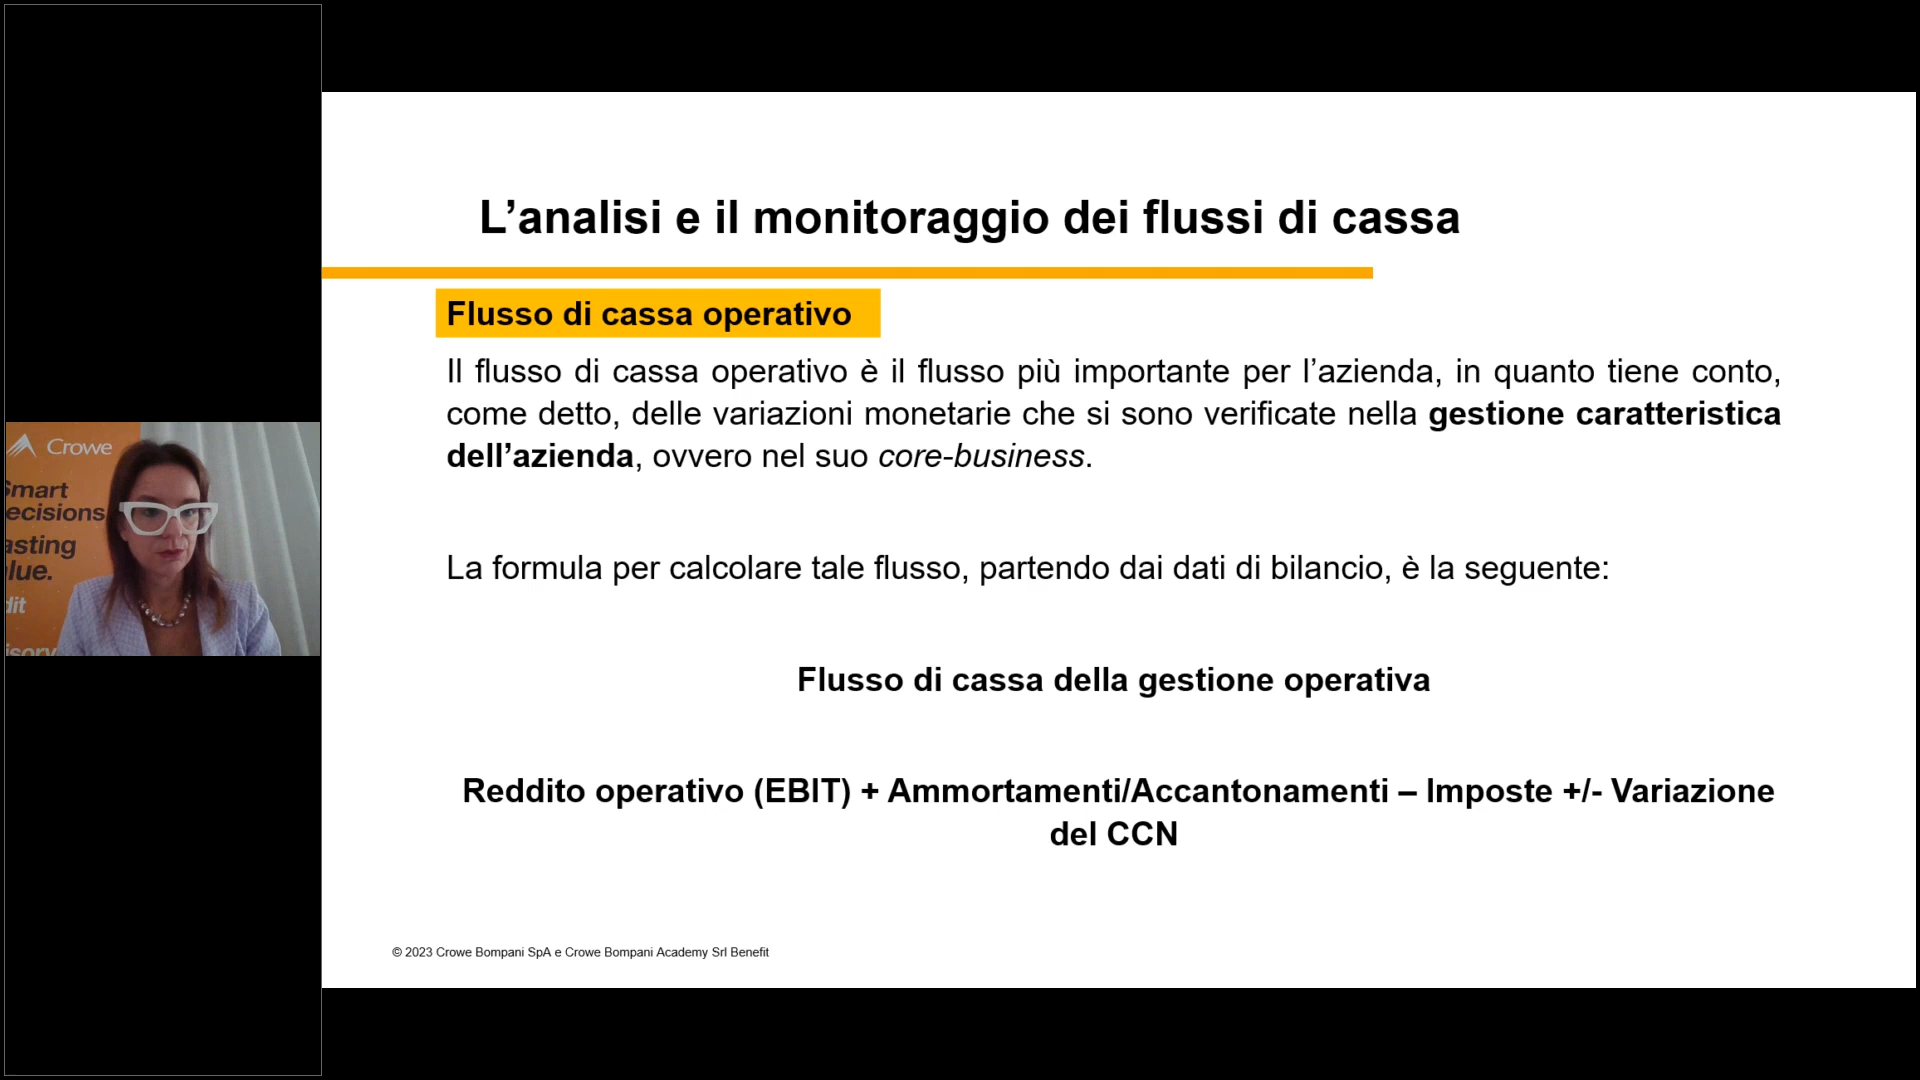 Crowe
Smart
ecisions
asting
lue.
dit
isory
L’analisi e il monitoraggio dei flussi di cassa
Flusso di cassa operativo
Il flusso di cassa operativo è il flusso più importante per l’azienda, in quanto tiene conto,
come detto, delle variazioni monetarie che si sono verificate nella gestione caratteristica
dell’azienda, ovvero nel suo core-business.
La formula per calcolare tale flusso, partendo dai dati di bilancio, è la seguente:
Flusso di cassa della gestione operativa
Reddito operativo (EBIT) + Ammortamenti/Accantonamenti – Imposte +/- Variazione
del CCN
© 2023 Crowe Bompani SpA e Crowe Bompani Academy Srl Benefit